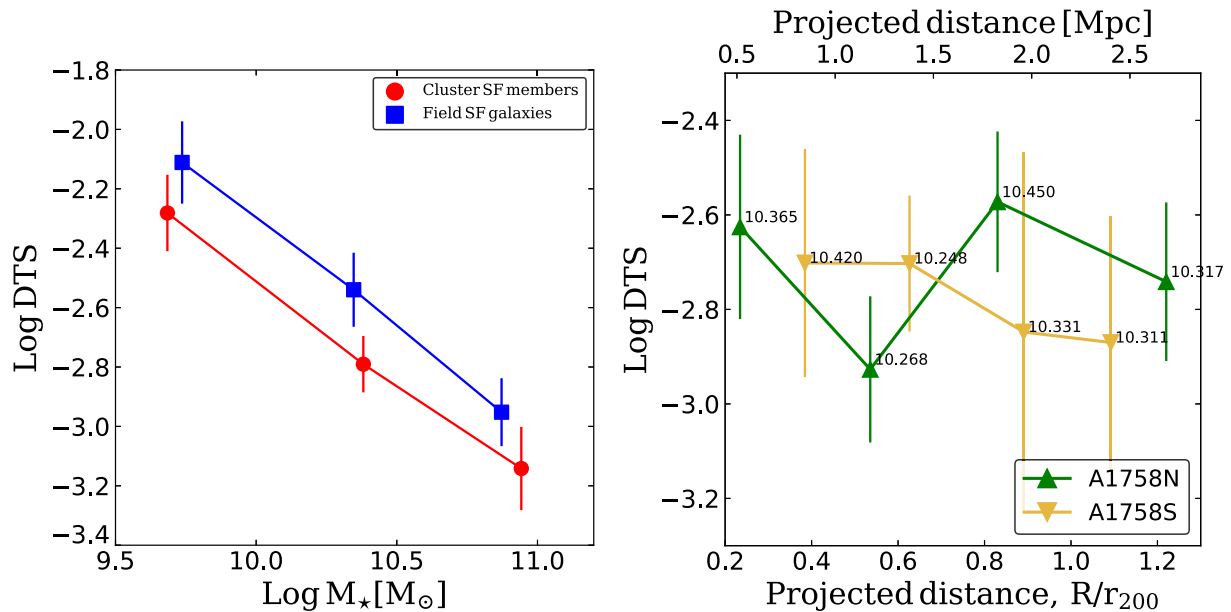 −1.8
−2.0
−2.2
−2.4
−2.6
−2.8
−3.0
−3.2
−3.4
Log DTS
9.5 10.0 10.5 11.0
Log M⋆[M⊙]
Cluster SF members
Field SF galaxies
Projected distance [Mpc]
0.5 1.0 1.5 2.0 2.5
−2.4
−2.6
−2.8
−3.0
−3.2
Log DTS
10.365
10.420
10.268
10.248
10.450
10.331
10.311
10.317
A1758N
A1758S
0.2 0.4 0.6 0.8 1.0 1.2
Projected distance, R/r₂₀₀